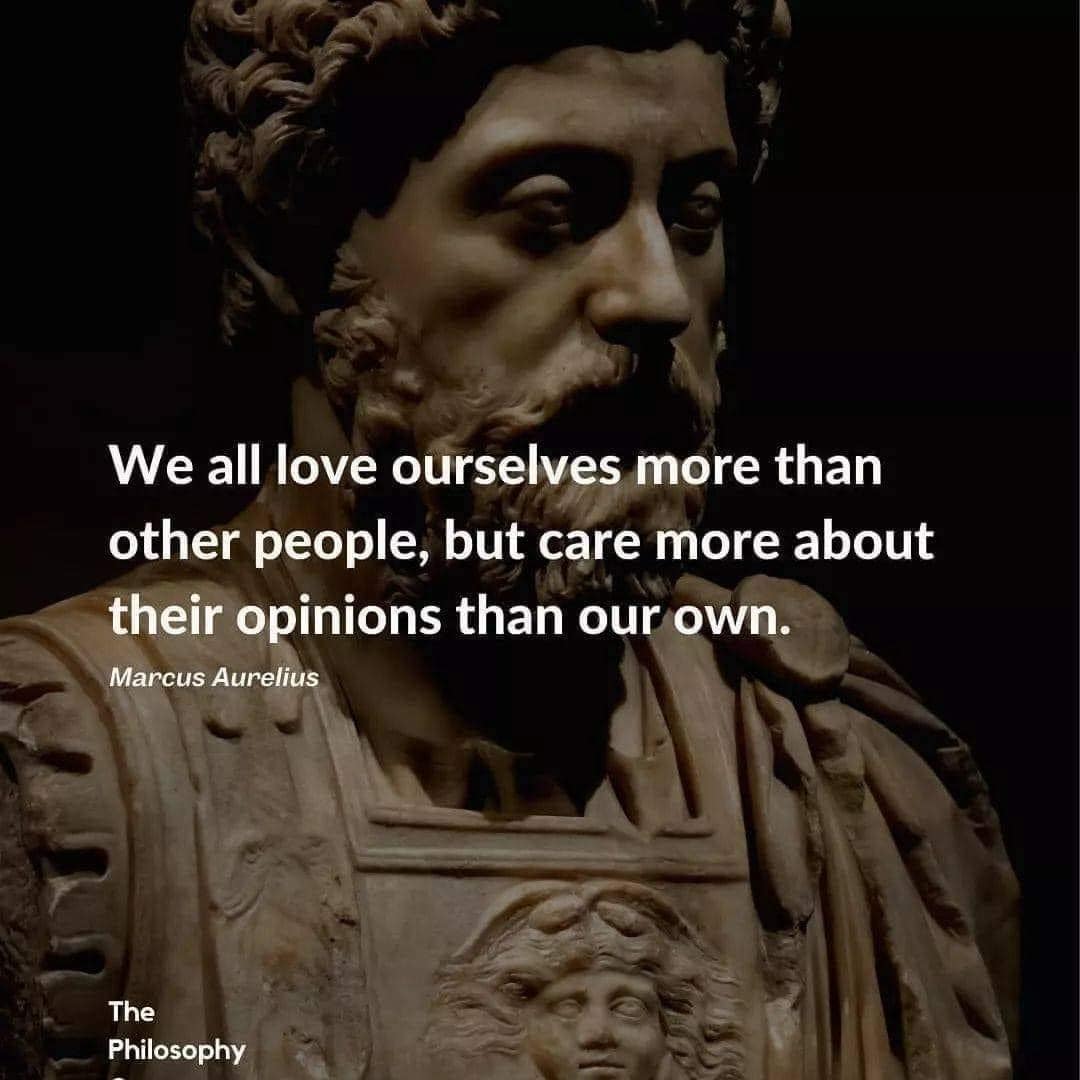 We all love ourselves more than
other people, but care more about
their opinions than our own.
Marcus Aurelius
The
Philosophy